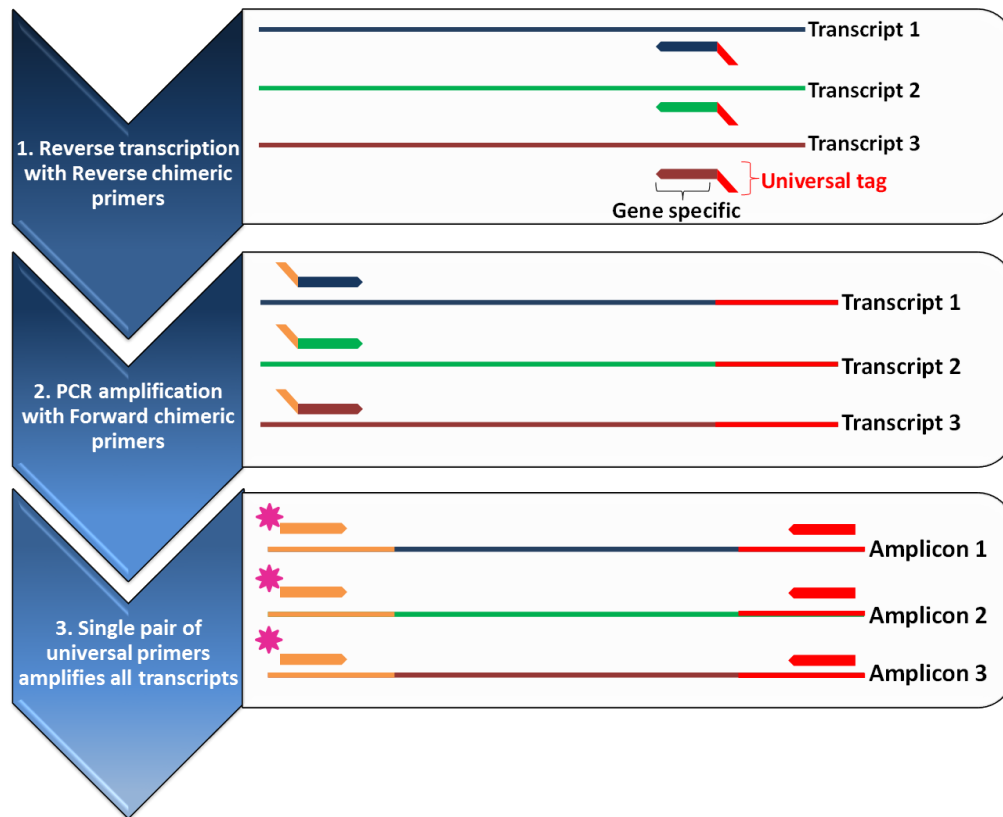 1. Reverse transcription
with Reverse chimeric
primers
Transcript 1
Transcript 2
Transcript 3
Universal tag
Gene specific
2. PCR amplification
with Forward chimeric
primers
Transcript 1
Transcript 2
Transcript 3
3. Single pair of
universal primers
amplifies all transcripts
Amplicon 1
Amplicon 2
Amplicon 3